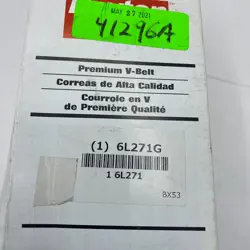 MAY 27 2021
41296A
Premium V-Belt
Correas de Alta Calidad
Courroie en V
de Première Qualité
(1) 6L271G
1 6L271
BX53